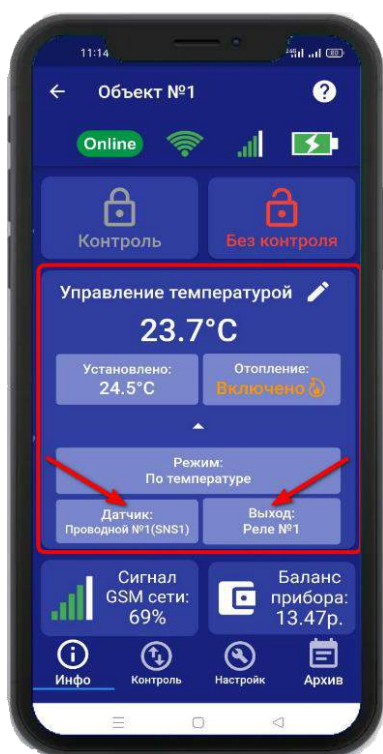 11:14
Объект №1
?
Online
Контроль
Без контроля
Управление температурой
23.7°C
Установлено:
24.5°C
Отопление:
Включено
Режим:
По температуре
Датчик:
Проводной №1(SNS1)
Выход:
Реле №1
Сигнал
GSM сети:
69%
Баланс
прибора:
13.47р.
Инфо
Контроль
Настройк
Архив